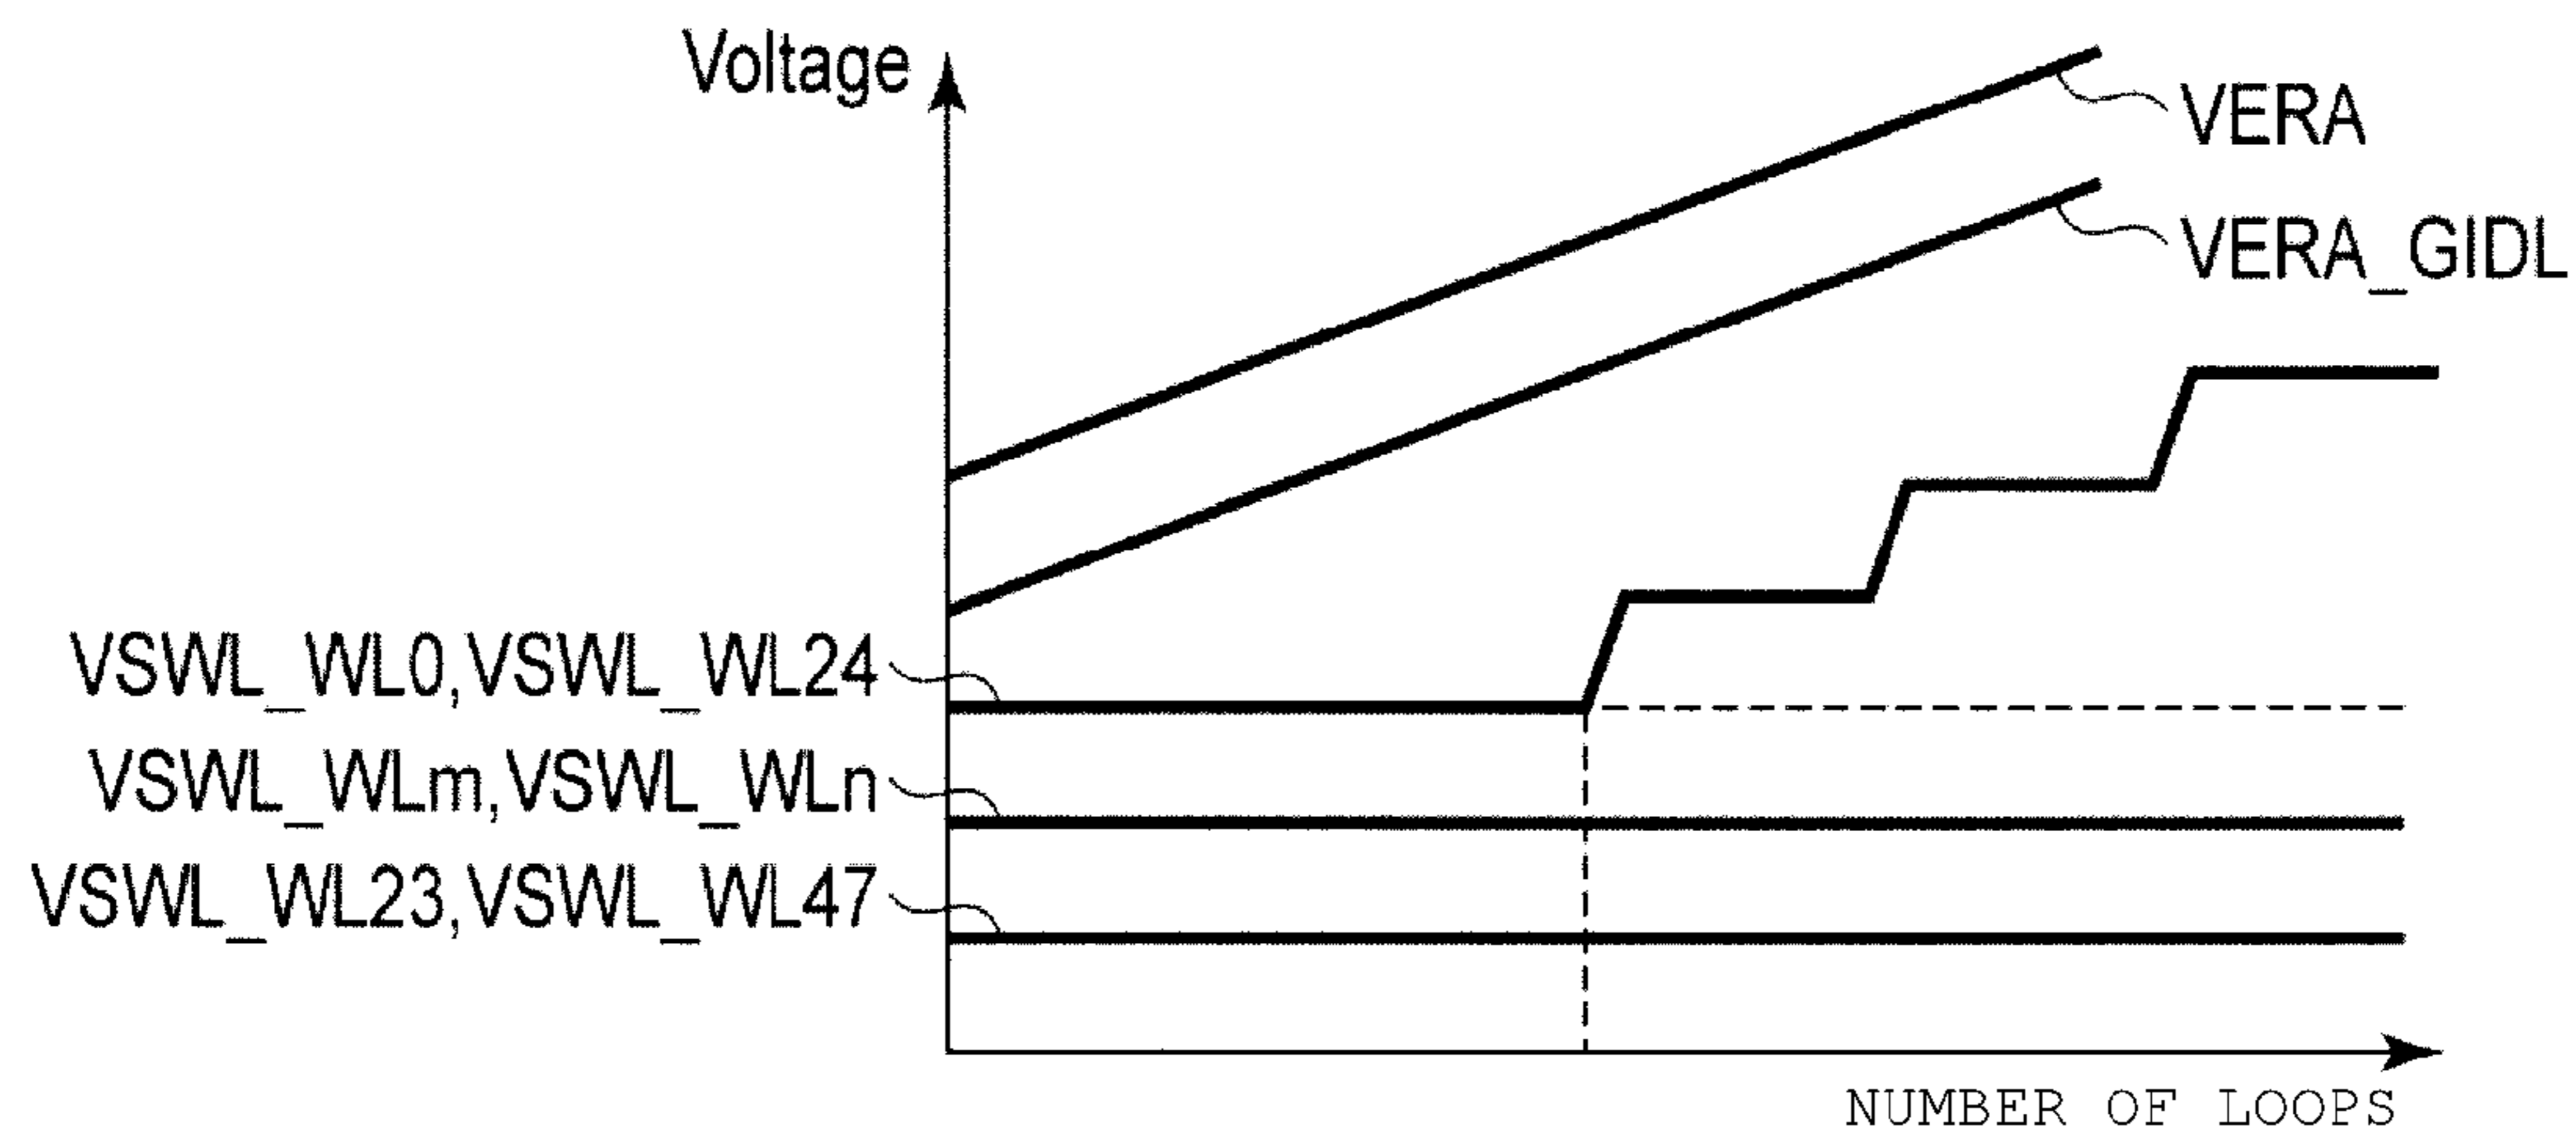 Voltage
VERA
VERA_GIDL
VSWL_WL0,VSWL_WL24
VSWL_WLm,VSWL_WLn
VSWL_WL23,VSWL_WL47
NUMBER OF LOOPS